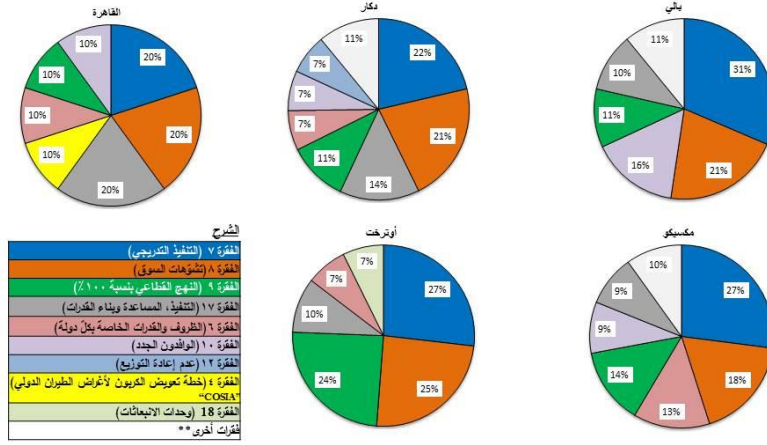 القاهرة
10%
20%
10%
10%
20%
10%
20%
دكار
11%
22%
7%
7%
7%
21%
11%
14%
بالي
11%
31%
10%
11%
16%
21%
الشرح
الفقرة ٧ (التنفيذ التدريجي)
الفقرة ٨ (تشوّهات السوق)
الفقرة ٩ (النهج القطاعي بنسبة ١٠٠٪)
الفقرة ١٧ (التنفيذ، المساعدة وبناء القدرات)
الفقرة ٦ (الظروف والقدرات الخاصة بكلّ دولة)
الفقرة ١٠ (الوافدون الجدد)
الفقرة ١٢ (عدم إعادة التوزيع)
الفقرة ٤ (خطة تعويض الكربون لأغراض الطيران الدولي)
"COSIA"
الفقرة 18 (وحدات الانبعاثات)
فقرات أخرى**
أوترخت
7%
7%
27%
10%
24%
25%
مكسيكو
10%
27%
9%
9%
14%
18%
13%